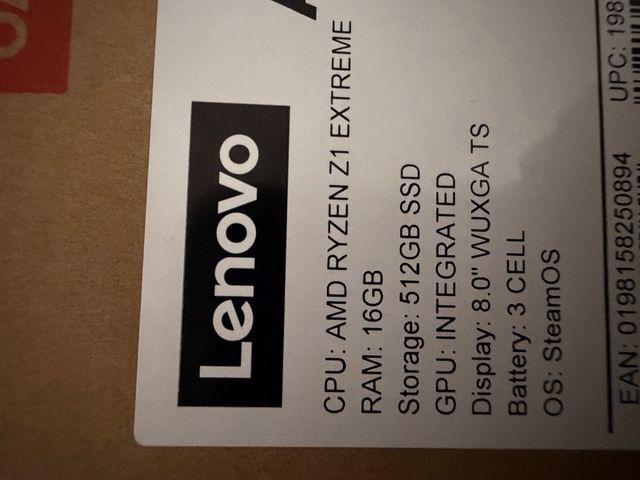 Lenovo
CPU: AMD RYZEN Z1 EXTREME
RAM: 16GB
Storage: 512GB SSD
GPU: INTEGRATED
Display: 8.0" WUXGA TS
Battery: 3 CELL
OS: SteamOS
EAN: 0198158250894
UPC: 198